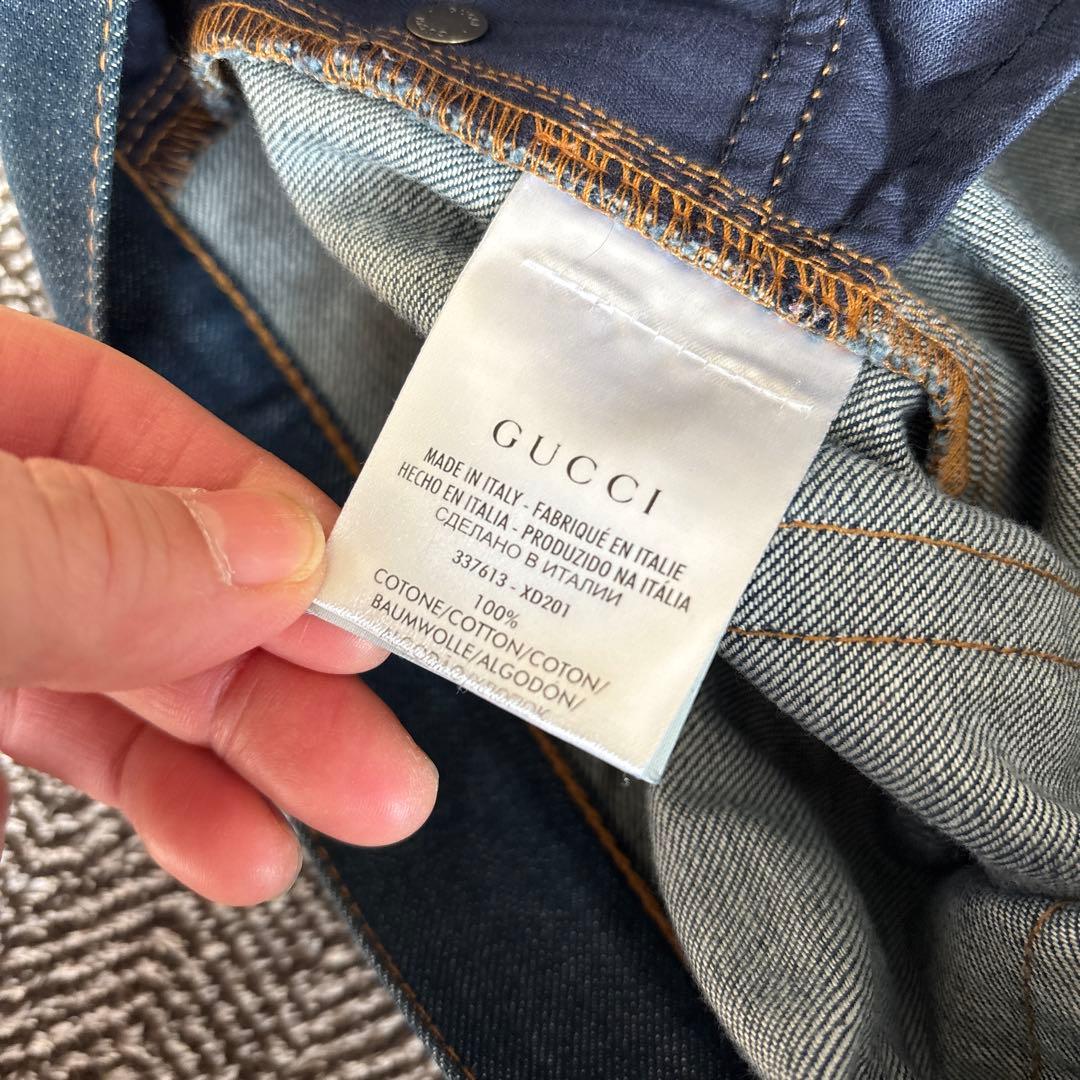 GUCCI
MADE IN ITALY - FABRIQUÉ EN ITALIE
HECHO EN ITALIA - PRODUZIDO NA ITÁLIA
СДЕЛАНО В ИТАЛИИ
337613 - XD201
100%
COTONE/COTTON/COTON/
BAUMWOLLE/ALGODÓN/